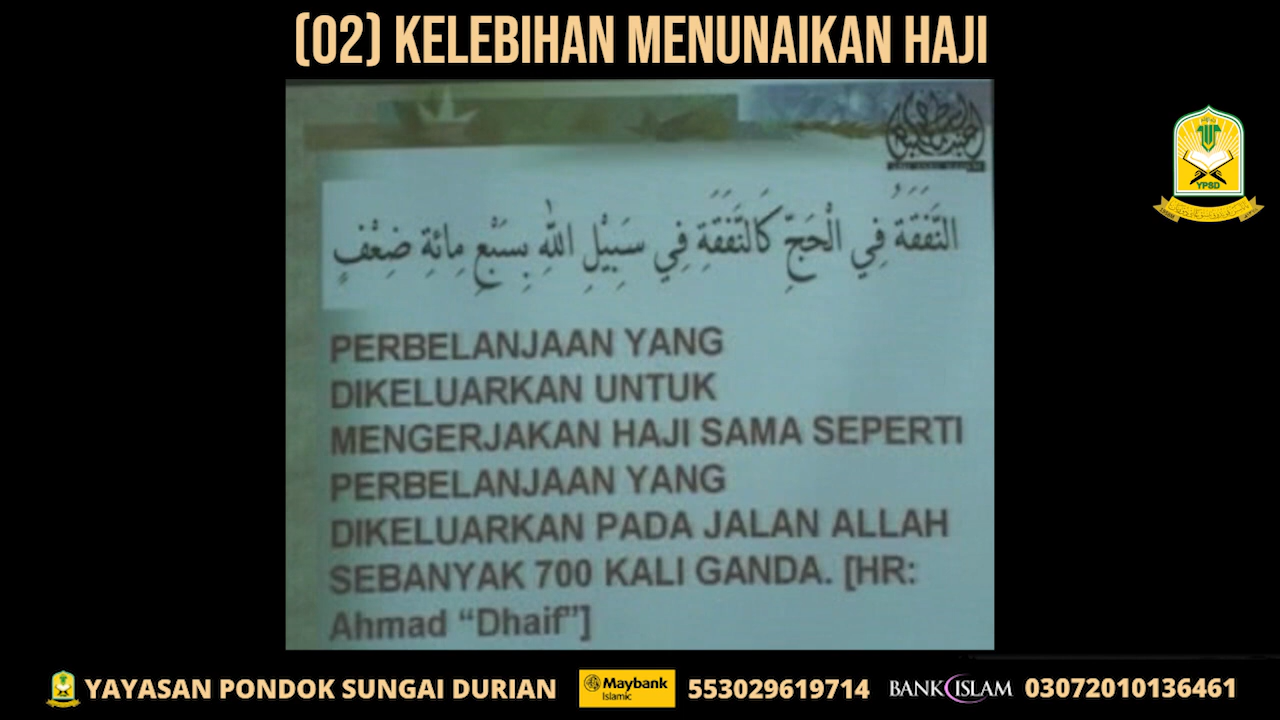 (02) KELEBIHAN MENUNAIKAN HAJI
النَّفَقَةُ فِي الْحَجِّ كَالنَّفَقَةِ فِي سَبِيْلِ اللهِ بِسَبْعِ مِائَةِ ضِعْفٍ
PERBELANJAAN YANG
DIKELUARKAN UNTUK
MENGERJAKAN HAJI SAMA SEPERTI
PERBELANJAAN YANG
DIKELUARKAN PADA JALAN ALLAH
SEBANYAK 700 KALI GANDA. [HR:
Ahmad “Dhaif”]
YPSD
YAYASAN PONDOK SUNGAI DURIAN
Maybank
Islamic
553029619714
BANK ISLAM
03072010136461